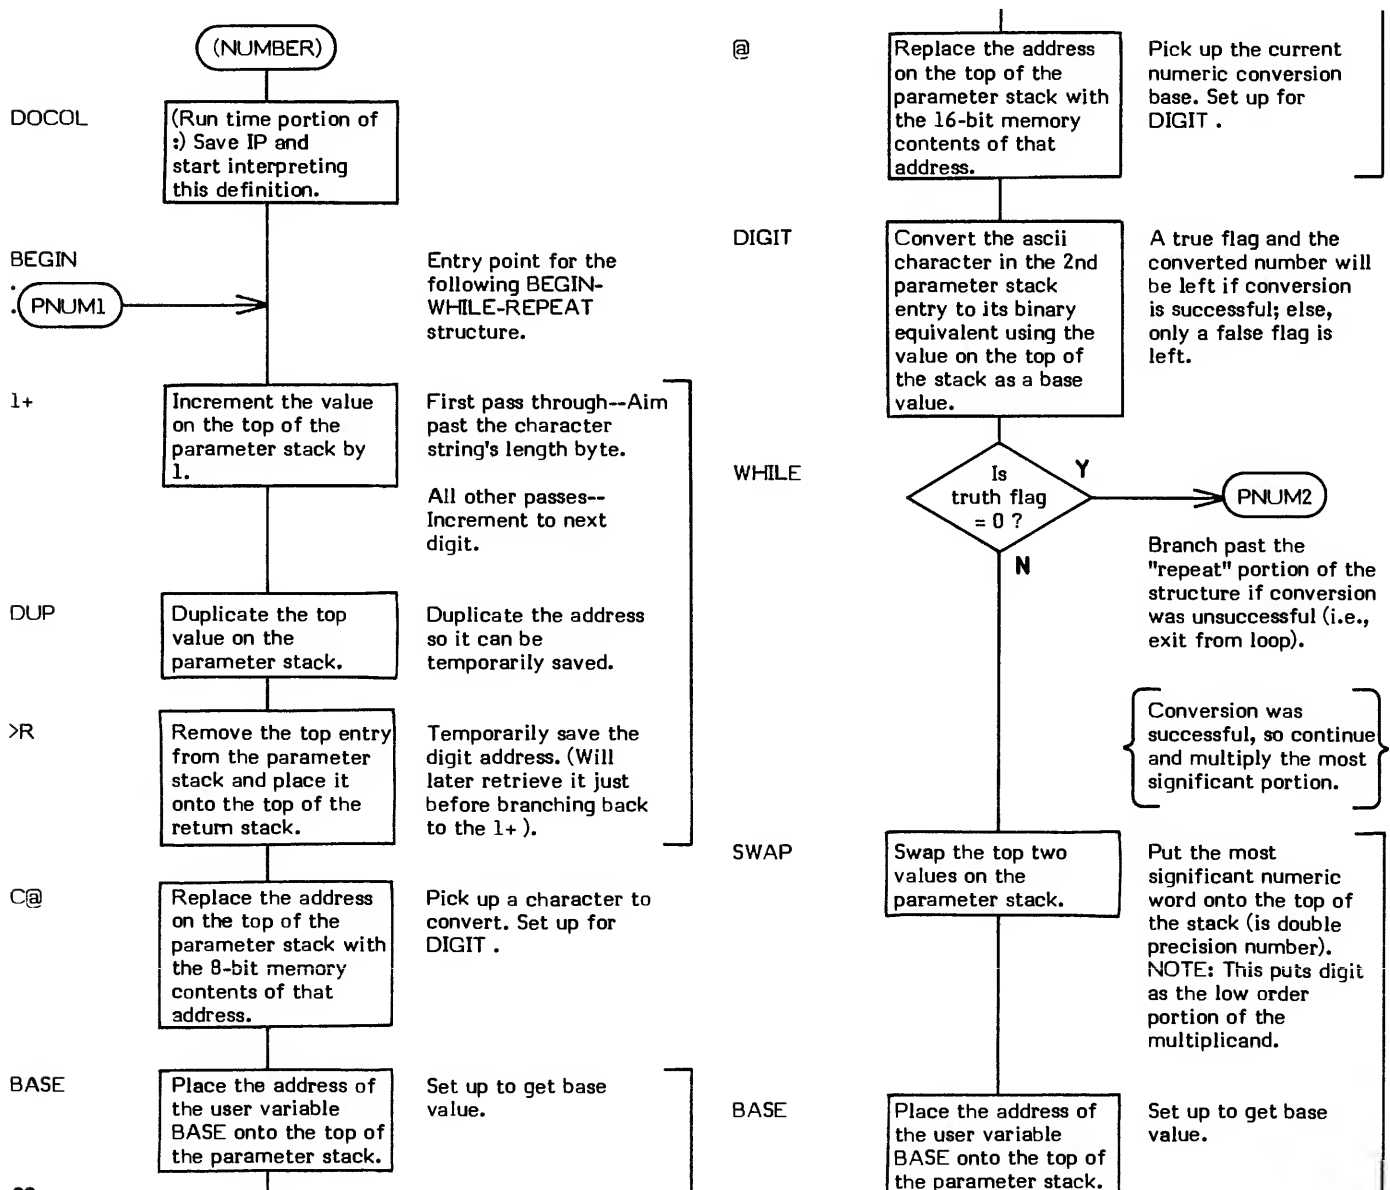 (NUMBER)
DOCOL
(Run time portion of
:) Save IP and
start interpreting
this definition.
BEGIN
:
.
PNUM1
Entry point for the
following BEGIN-
WHILE-REPEAT
structure.
1+
Increment the value
on the top of the
parameter stack by
1.
First pass through--Aim
past the character
string's length byte.
All other passes--
Increment to next
digit.
DUP
Duplicate the top
value on the
parameter stack.
Duplicate the address
so it can be
temporarily saved.
>R
Remove the top entry
from the parameter
stack and place it
onto the top of the
return stack.
Temporarily save the
digit address. (Will
later retrieve it just
before branching back
to the 1+ ).
C@
Replace the address
on the top of the
parameter stack with
the 8-bit memory
contents of that
address.
Pick up a character to
convert. Set up for
DIGIT .
BASE
Place the address of
the user variable
BASE onto the top of
the parameter stack.
Set up to get base
value.
@
Replace the address
on the top of the
parameter stack with
the 16-bit memory
contents of that
address.
Pick up the current
numeric conversion
base. Set up for
DIGIT .
DIGIT
Convert the ascii
character in the 2nd
parameter stack
entry to its binary
equivalent using the
value on the top of
the stack as a base
value.
A true flag and the
converted number will
be left if conversion
is successful; else,
only a false flag is
left.
WHILE
Is
truth flag
= 0 ?
Y
PNUM2
N
Branch past the
"repeat" portion of the
structure if conversion
was unsuccessful (i.e.,
exit from loop).
Conversion was
successful, so continue
and multiply the most
significant portion.
SWAP
Swap the top two
values on the
parameter stack.
Put the most
significant numeric
word onto the top of
the stack (is double
precision number).
NOTE: This puts digit
as the low order
portion of the
multiplicand.
BASE
Place the address of
the user variable
BASE onto the top of
the parameter stack.
Set up to get base
value.